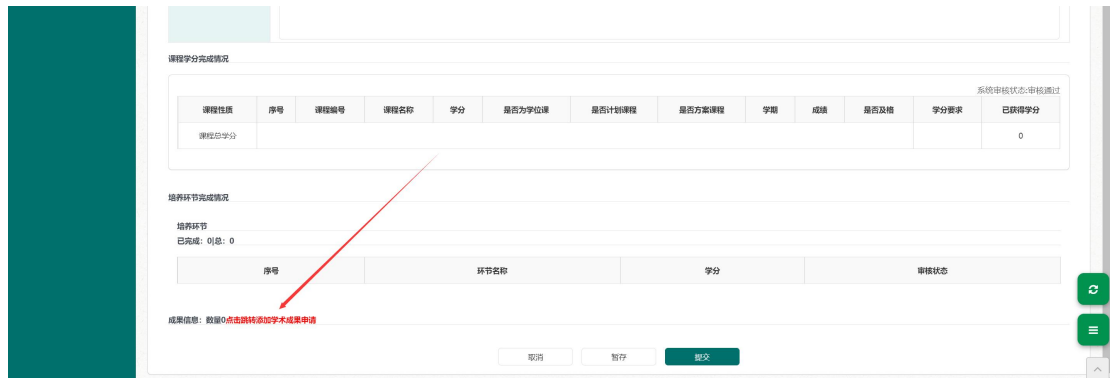 课程学分完成情况
系统审核状态:审核通过
课程性质 序号 课程编号 课程名称 学分 是否为学位课 是否计划课程 是否方案课程 学期 成绩 是否及格 学分要求 已获得学分
课程总学分 0
培养环节完成情况
培养环节
已完成：0|总：0
序号 环节名称 学分 审核状态
成果信息：数量0点击跳转添加学术成果申请
取消 暂存 提交